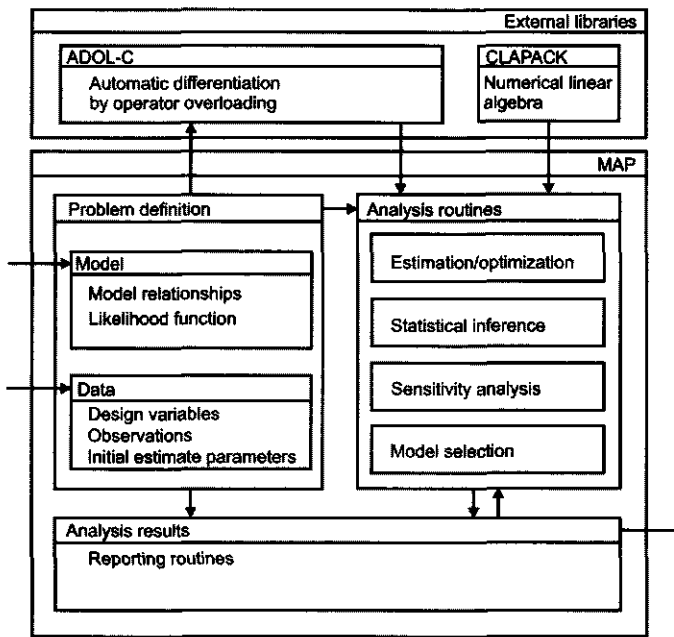 External libraries
ADOL-C
Automatic differentiation
by operator overloading
CLAPACK
Numerical linear
algebra
MAP
Problem definition
Model
Model relationships
Likelihood function
Data
Design variables
Observations
Initial estimate parameters
Analysis routines
Estimation/optimization
Statistical inference
Sensitivity analysis
Model selection
Analysis results
Reporting routines